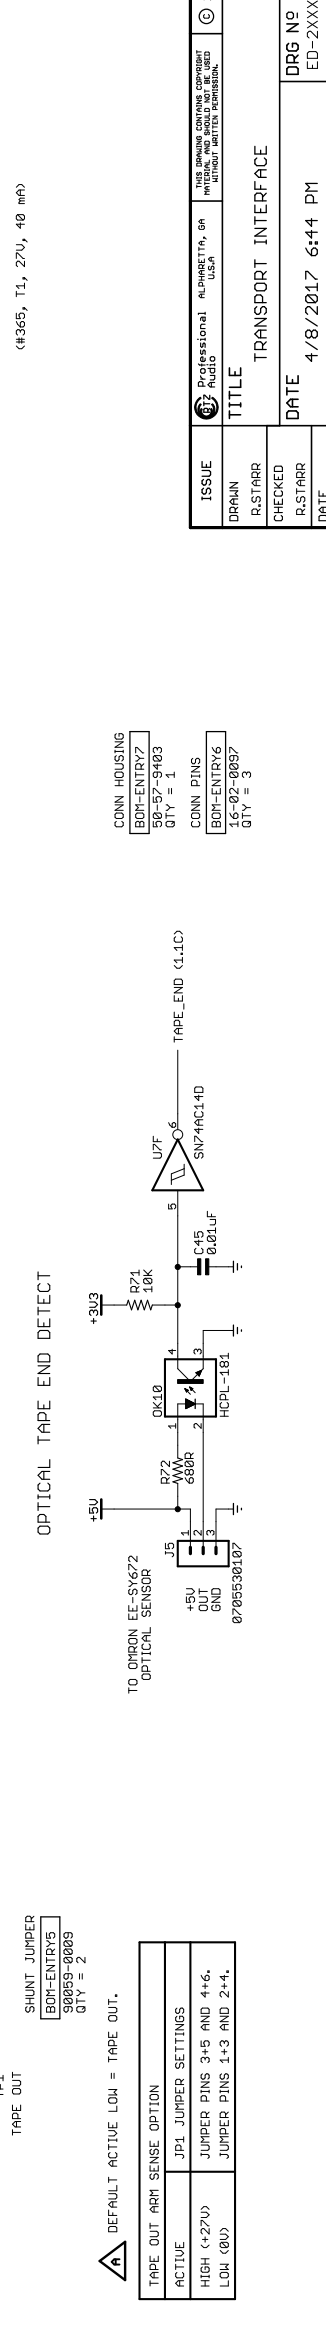 TP1
TAPE OUT
SHUNT JUMPER
BOM-ENTRY5
90059-0009
QTY = 2
A
DEFAULT ACTIVE LOW = TAPE OUT.
TAPE OUT ARM SENSE OPTION
ACTIVE
JP1 JUMPER SETTINGS
HIGH (+27V)
JUMPER PINS 3+5 AND 4+6.
LOW (0V)
JUMPER PINS 1+3 AND 2+4.
OPTICAL TAPE END DETECT
TO OMRON EE-SY672
OPTICAL SENSOR
+5V
+3V3
J5
1
2
3
+5V
OUT
GND
0705530107
R72
680R
OK10
1
2
4
3
HCPL-181
R71
10K
C45
0.01uF
U7F
5
6
SN74AC14D
TAPE_END (1.1C)
CONN HOUSING
BOM-ENTRY7
50-57-9403
QTY = 1
CONN PINS
BOM-ENTRY6
16-02-0097
QTY = 3
(#365, T1, 27V, 40 mA)
ISSUE
RTZ Professional Audio
ALPHARETTA, GA
U.S.A
THIS DRAWING CONTAINS COPYRIGHT
MATERIAL AND SHOULD NOT BE USED
WITHOUT WRITTEN PERMISSION.
©
DRAWN
R.STARR
TITLE
TRANSPORT INTERFACE
CHECKED
R.STARR
DATE
4/8/2017 6:44 PM
DRG Nº
ED-2XXX
DATE